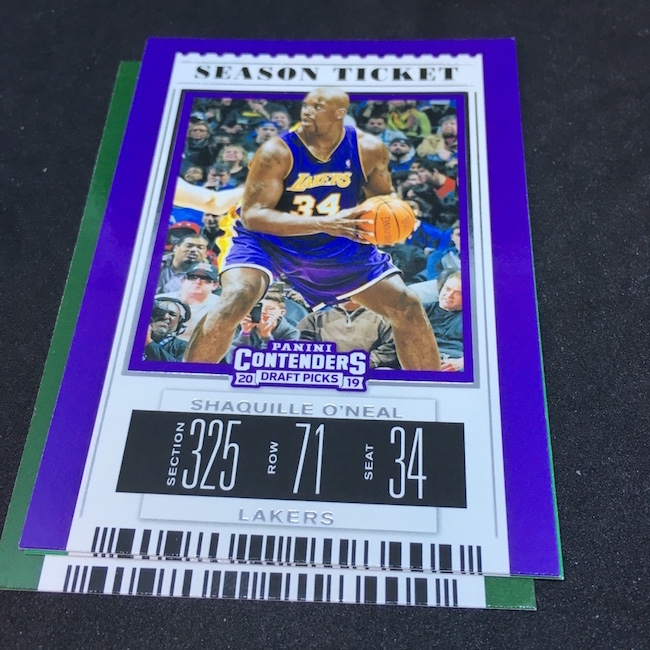 SEASON TICKET
LAKERS
34
PANINI
CONTENDERS
20 DRAFT PICKS 19
SHAQUILLE O'NEAL
SECTION 325 ROW 71 SEAT 34
LAKERS